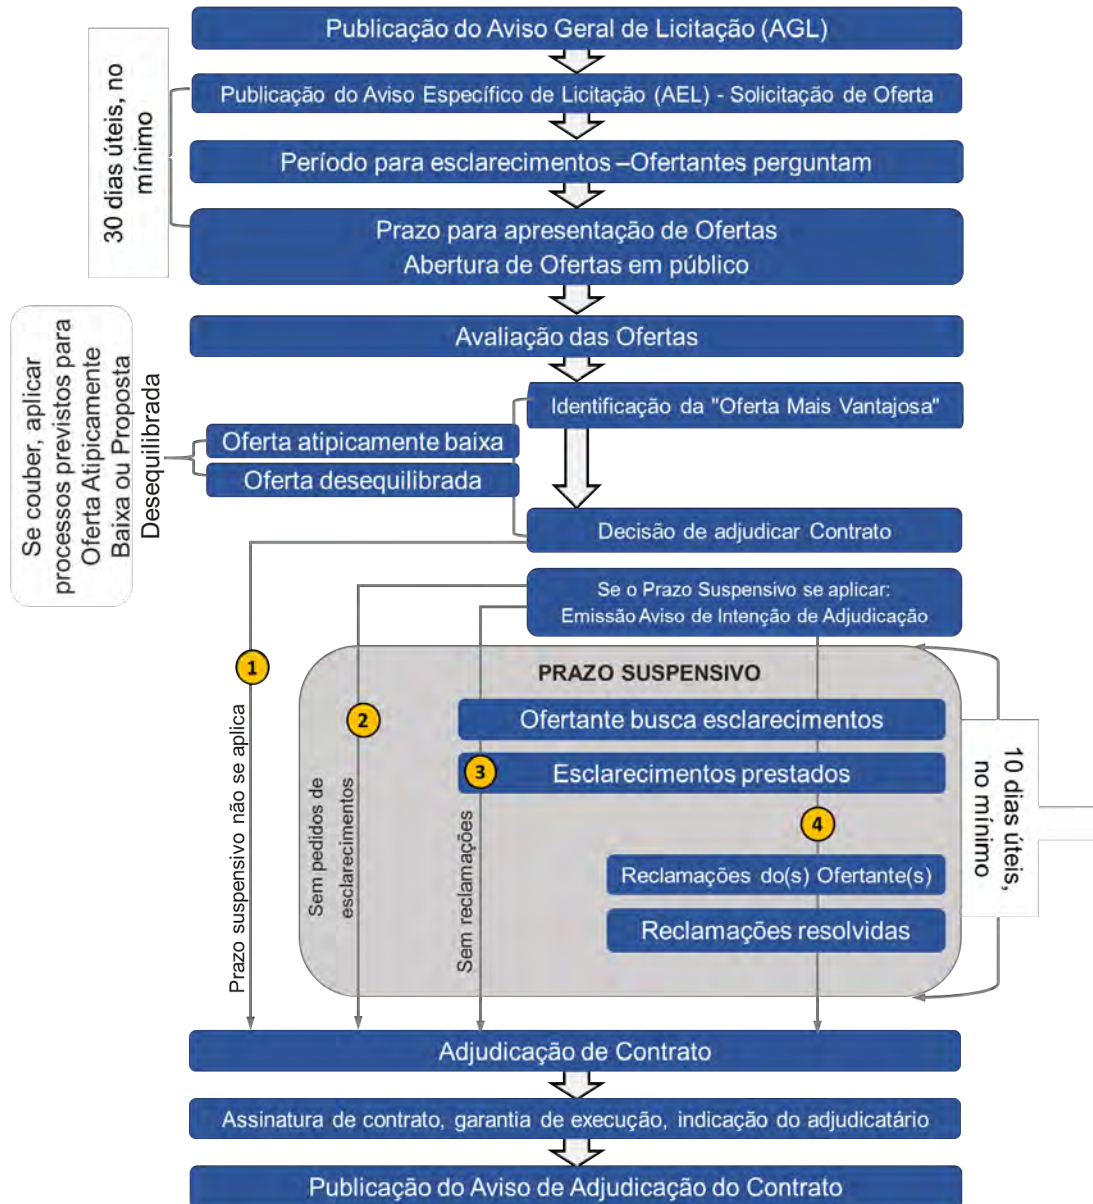 Publicação do Aviso Geral de Licitação (AGL)
30 dias úteis, no
mínimo
Publicação do Aviso Específico de Licitação (AEL) - Solicitação de Oferta
Período para esclarecimentos –Ofertantes perguntam
Prazo para apresentação de Ofertas
Abertura de Ofertas em público
Avaliação das Ofertas
Se couber, aplicar
processos previstos para
Oferta Atipicamente
Baixa ou Proposta
Desequilibrada
Identificação da "Oferta Mais Vantajosa"
Oferta atipicamente baixa
Oferta desequilibrada
Decisão de adjudicar Contrato
Se o Prazo Suspensivo se aplicar:
Emissão Aviso de Intenção de Adjudicação
PRAZO SUSPENSIVO
1
Prazo suspensivo não se aplica
2
Sem pedidos de
esclarecimentos
Ofertante busca esclarecimentos
3
Esclarecimentos prestados
Sem reclamações
4
10 dias úteis,
no mínimo
Reclamações do(s) Ofertante(s)
Reclamações resolvidas
Adjudicação de Contrato
Assinatura de contrato, garantia de execução, indicação do adjudicatário
Publicação do Aviso de Adjudicação do Contrato